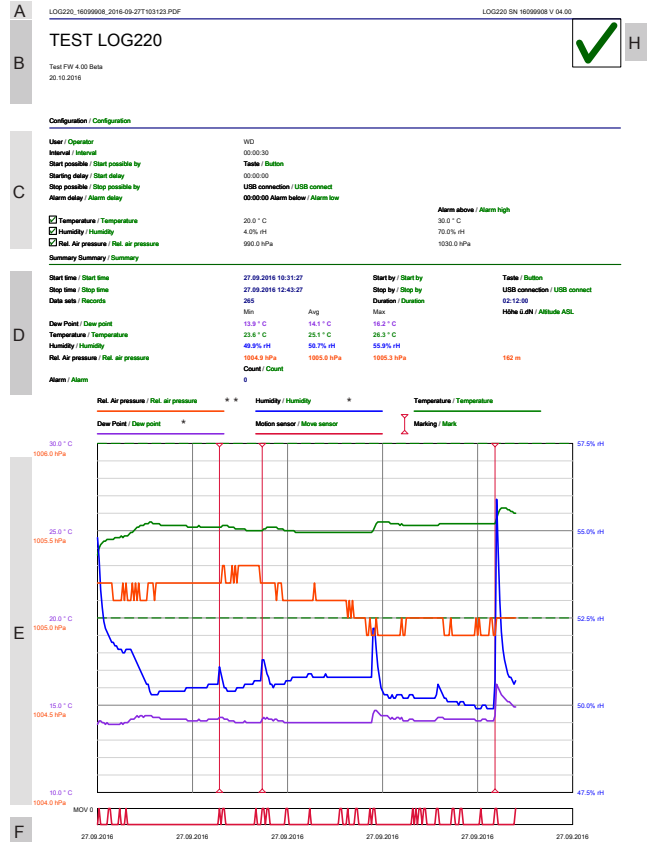 A
LOG220_16099908_2016-09-27T103123.PDF LOG220 SN 16099908 V 04.00
B
TEST LOG220
H
Test FW 4.00 Beta
20.10.2016
Configuration / Configuration
C
User / Operator WD
Interval / Interval 00:00:30
Start possible / Start possible by Taste / Button
Starting delay / Start delay 00:00:00
Stop possible / Stop possible by USB connection / USB connect
Alarm delay / Alarm delay 00:00:00 Alarm below / Alarm low
Alarm above / Alarm high
Temperature / Temperature 20.0 ° C 30.0 ° C
Humidity / Humidity 4.0% rH 70.0% rH
Rel. Air pressure / Rel. air pressure 990.0 hPa 1030.0 hPa
Summary Summary / Summary
D
Start time / Start time 27.09.2016 10:31:27 Start by / Start by Taste / Button
Stop time / Stop time 27.09.2016 12:43:27 Stop by / Stop by USB connection / USB connect
Data sets / Records 265 Duration / Duration 02:12:00
Min Avg Max Höhe ü.dN / Altitude ASL
Dew Point / Dew point 13.9 ° C 14.1 ° C 16.2 ° C
Temperature / Temperature 23.6 ° C 25.1 ° C 26.3 ° C
Humidity / Humidity 49.9% rH 50.7% rH 55.9% rH
Rel. Air pressure / Rel. air pressure 1004.9 hPa 1005.0 hPa 1005.3 hPa 162 m
Count / Count
Alarm / Alarm 0
Rel. Air pressure / Rel. air pressure * * Humidity / Humidity * Temperature / Temperature
Dew Point / Dew point * Motion sensor / Move sensor Marking / Mark
E
30.0 ° C 57.5% rH
1006.0 hPa
25.0 ° C 55.0% rH
1005.5 hPa
20.0 ° C 52.5% rH
1005.0 hPa
15.0 ° C 50.0% rH
1004.5 hPa
10.0 ° C 47.5% rH
1004.0 hPa
F
MOV 0
27.09.2016 27.09.2016 27.09.2016 27.09.2016 27.09.2016 27.09.2016